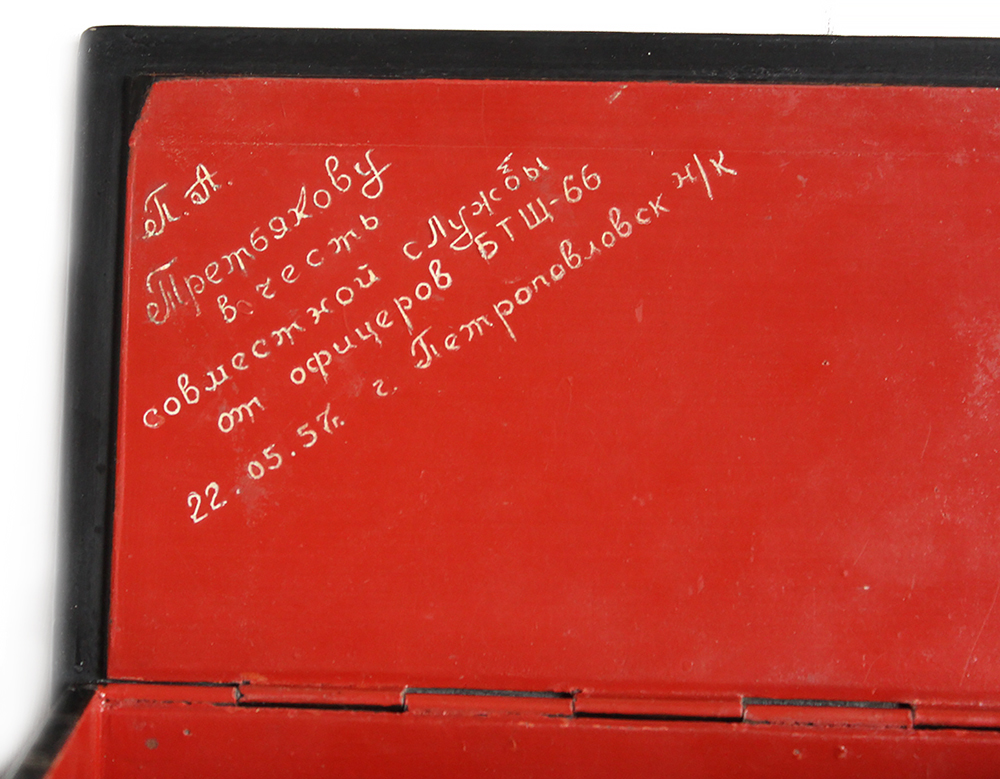 П. А.
Третьякову
в честь
совместной службы
от офицеров БТЩ-66
22.05.57г. г. Петропавловск н/к